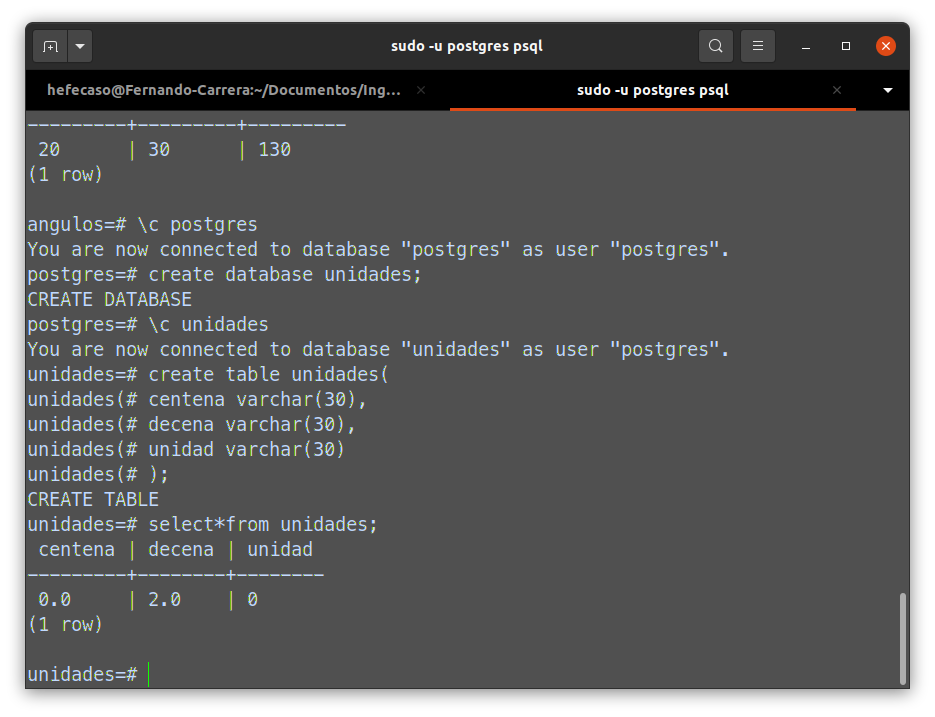 sudo -u postgres psql
hefecaso@Fernando-Carrera:~/Documentos/Ing...
sudo -u postgres psql
---------+---------+---------
 20      | 30      | 130
(1 row)
angulos=# \c postgres
You are now connected to database "postgres" as user "postgres".
postgres=# create database unidades;
CREATE DATABASE
postgres=# \c unidades
You are now connected to database "unidades" as user "postgres".
unidades=# create table unidades(
unidades(# centena varchar(30),
unidades(# decena varchar(30),
unidades(# unidad varchar(30)
unidades(# );
CREATE TABLE
unidades=# select*from unidades;
 centena | decena | unidad
---------+--------+--------
 0.0     | 2.0    | 0
(1 row)
unidades=#